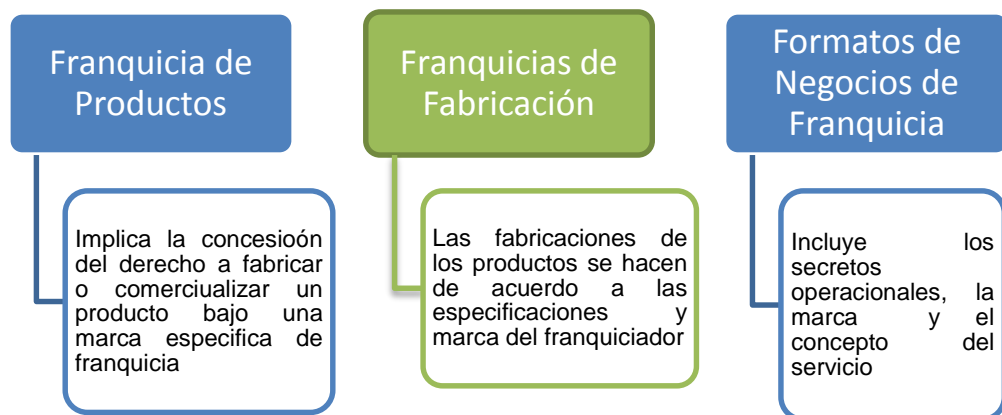 Franquicia de
Productos
Implica la concesioón
del derecho a fabricar
o comerciualizar un
producto bajo una
marca especifica de
franquicia
Franquicias de
Fabricación
Las fabricaciones de
los productos se hacen
de acuerdo a las
especificaciones y
marca del franquiciador
Formatos de
Negocios de
Franquicia
Incluye los
secretos
operacionales, la
marca y el
concepto del
servicio